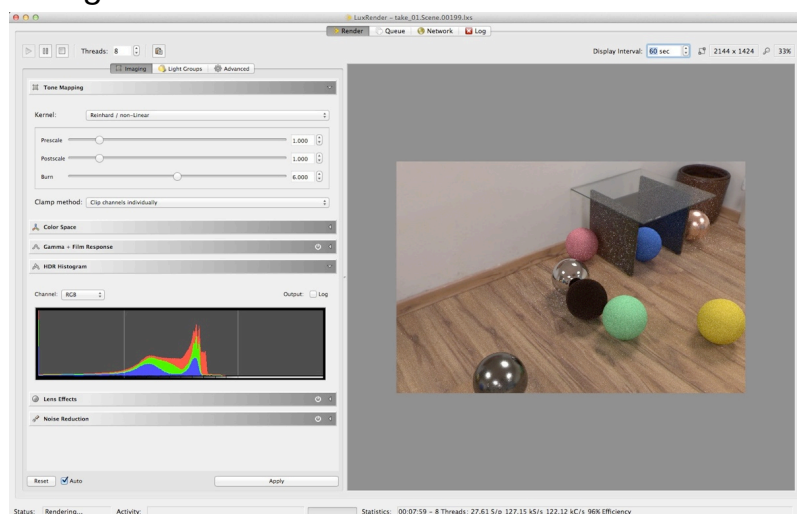 LuxRender - take_01.Scene.00199.lxs
Render Queue Network Log
Threads: 8 Display Interval: 60 sec 2144 x 1424 33%
Imaging Light Groups Advanced
Tone Mapping
Kernel: Reinhard / non-Linear
Prescale 1.000
Postscale 1.000
Burn 6.000
Clamp method: Clip channels individually
Color Space
Gamma + Film Response
HDR Histogram
Channel: RGB Output: Log
Lens Effects
Noise Reduction
Reset Auto Apply
Status: Rendering... Activity: Statistics: 00:07:59 - 8 Threads: 27.61 S/p 127.15 kS/s 122.12 kC/s 96% Efficiency